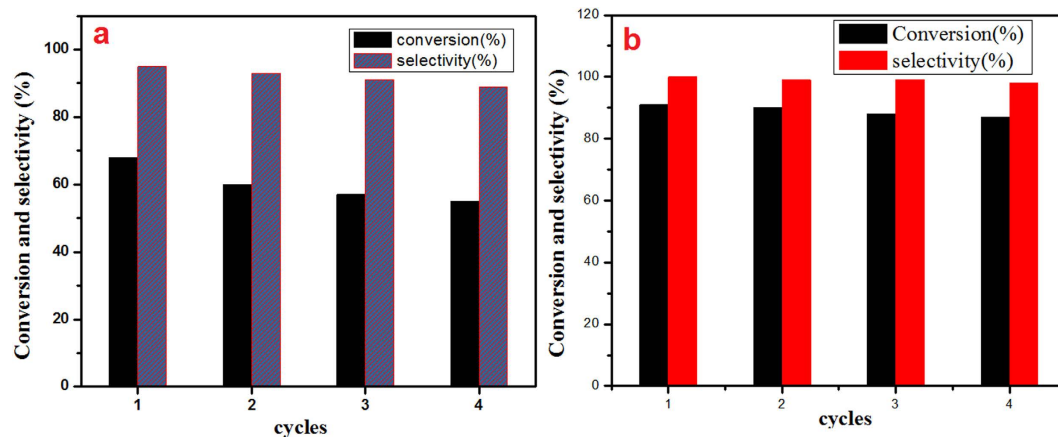 a
conversion(%)
selectivity(%)
Conversion and selectivity (%)
100
80
60
40
20
0
1 2 3 4
cycles
b
Conversion(%)
selectivity(%)
Conversion and selectivity (%)
120
100
80
60
40
20
0
1 2 3 4
cycles